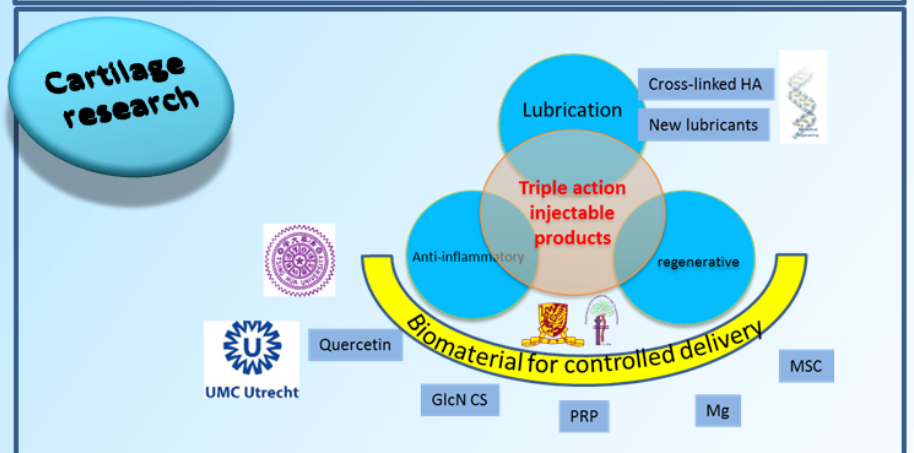 Cartilage
research
Lubrication
Cross-linked HA
New lubricants
Triple action
injectable
products
Anti-inflammatory
regenerative
Biomaterial for controlled delivery
Quercetin
UMC Utrecht
GlcN CS
PRP
Mg
MSC